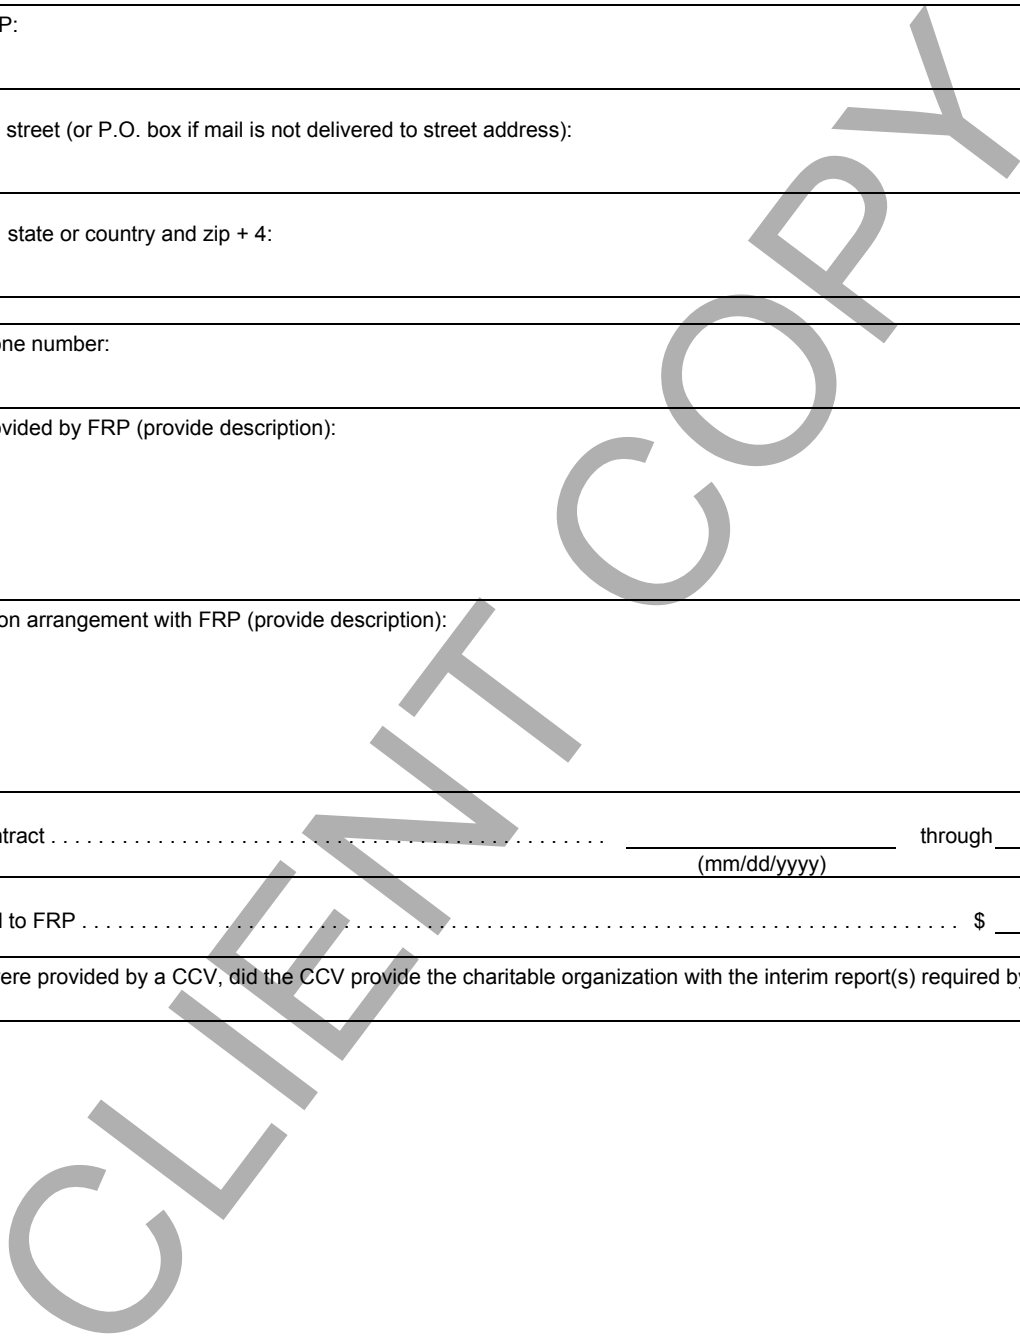 P:
street (or P.O. box if mail is not delivered to street address):
state or country and zip + 4:
one number:
ovided by FRP (provide description):
on arrangement with FRP (provide description):
ntract . . . . . . . . . . . . . . . . . . . . . . . . . . . . . . . . . . . . . . . . . . . . . . . through
(mm/dd/yyyy)
d to FRP . . . . . . . . . . . . . . . . . . . . . . . . . . . . . . . . . . . . . . . . . . . . . . . . . . . . . . . . . . . . . . . . . . . . . . . . . . $
ere provided by a CCV, did the CCV provide the charitable organization with the interim report(s) required by
CLIENT COPY